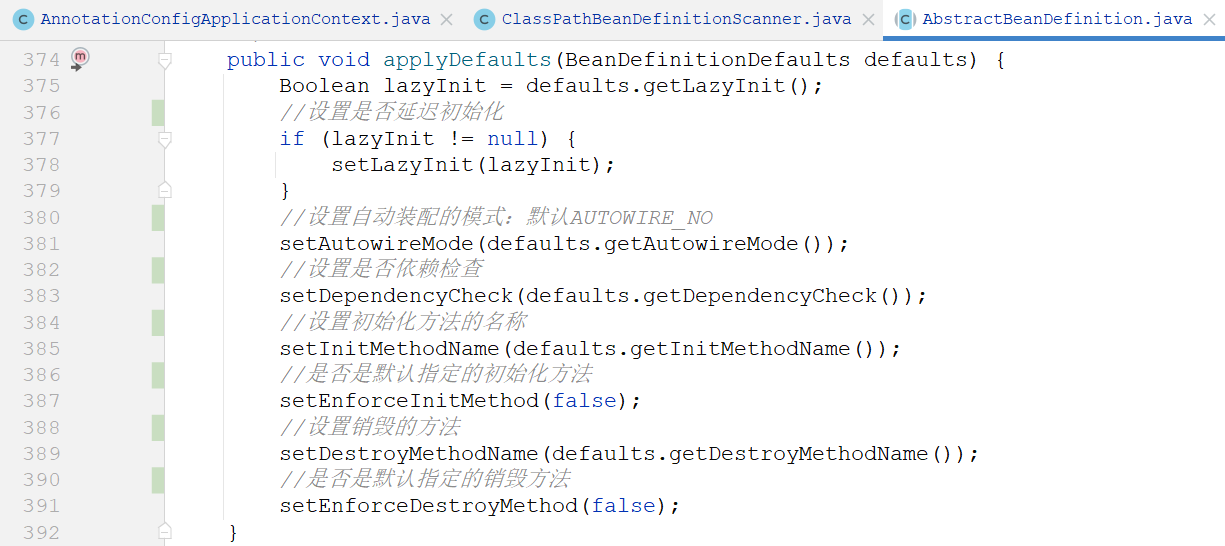 AnnotationConfigApplicationContext.java ClassPathBeanDefinitionScanner.java AbstractBeanDefinition.java
374 public void applyDefaults(BeanDefinitionDefaults defaults) {
375 Boolean lazyInit = defaults.getLazyInit();
376 //设置是否延迟初始化
377 if (lazyInit != null) {
378 setLazyInit(lazyInit);
379 }
380 //设置自动装配的模式：默认AUTOWIRE_NO
381 setAutowireMode(defaults.getAutowireMode());
382 //设置是否依赖检查
383 setDependencyCheck(defaults.getDependencyCheck());
384 //设置初始化方法的名称
385 setInitMethodName(defaults.getInitMethodName());
386 //是否是默认指定的初始化方法
387 setEnforceInitMethod(false);
388 //设置销毁的方法
389 setDestroyMethodName(defaults.getDestroyMethodName());
390 //是否是默认指定的销毁方法
391 setEnforceDestroyMethod(false);
392 }